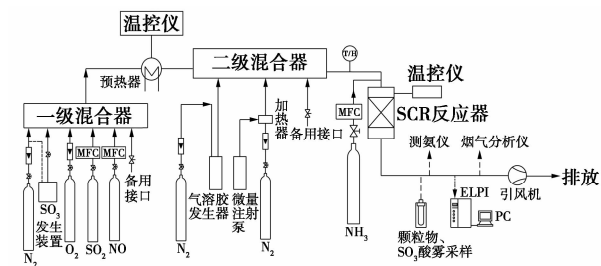 温控仪
预热器
二级混合器
T/H
温控仪
一级混合器
加热器
备用接口
MFC
SCR反应器
MFC
MFC
备用
接口
测氨仪
烟气分析仪
SO3
发生
装置
气溶胶
发生器
微量
注射
泵
ELPI
引风机
排放
PC
N2
O2
SO2
NO
N2
N2
NH3
颗粒物、
SO3酸雾采样